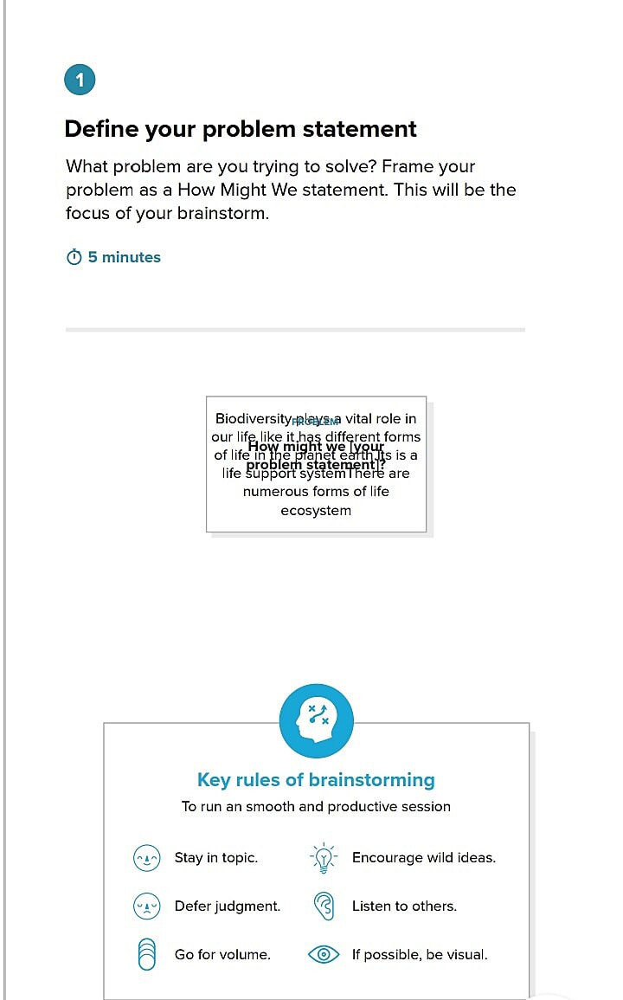 1
Define your problem statement
What problem are you trying to solve? Frame your
problem as a How Might We statement. This will be the
focus of your brainstorm.
5 minutes
PROBLEM
Biodiversity plays a vital role in
our life like it has different forms
How might we [your
of life in the planet earth Its is a
problem statement]?
life support systemThere are
numerous forms of life
ecosystem
Key rules of brainstorming
To run an smooth and productive session
Stay in topic.
Encourage wild ideas.
Defer judgment.
Listen to others.
Go for volume.
If possible, be visual.